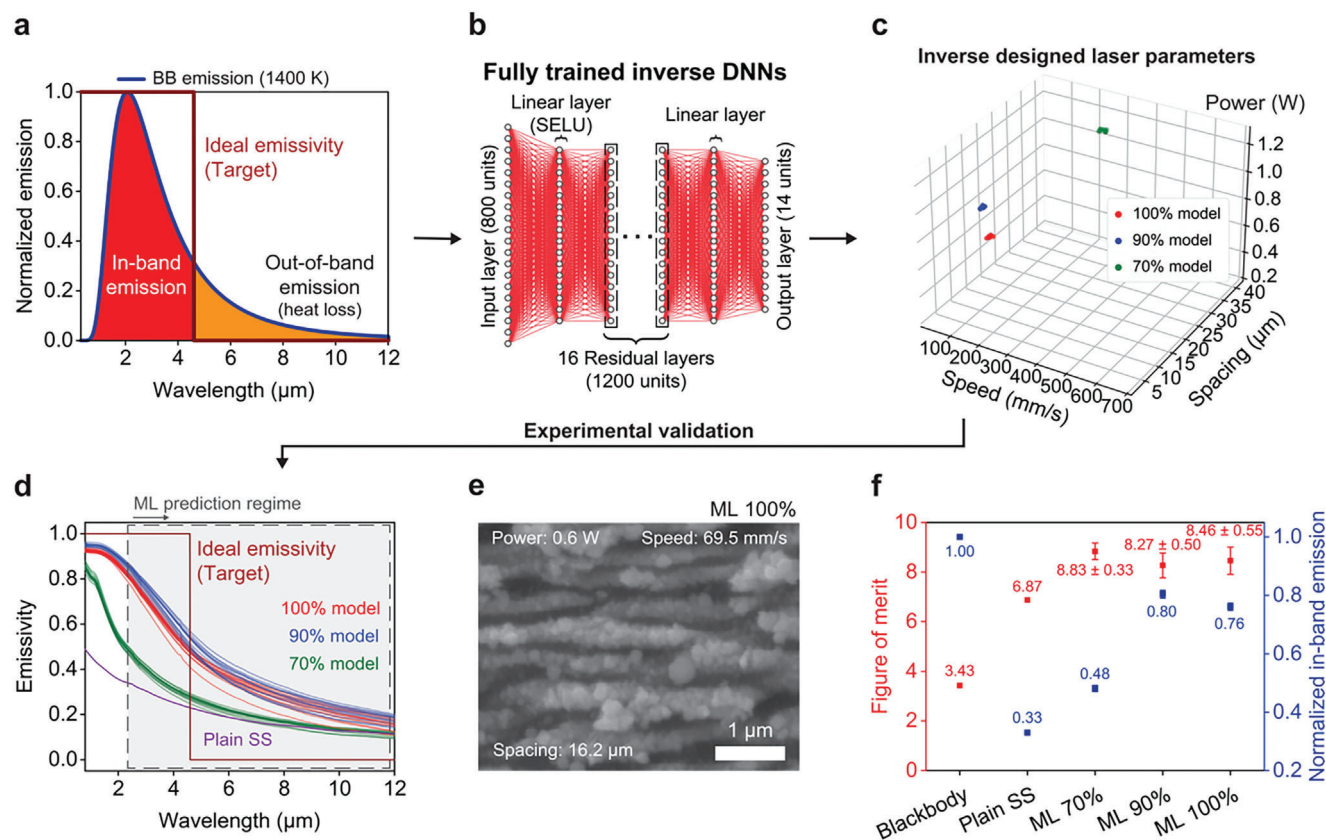 a
BB emission (1400 K)
1.0
0.8
0.6
0.4
0.2
0.0
Normalized emission
Ideal emissivity
(Target)
In-band
emission
Out-of-band
emission
(heat loss)
2 4 6 8 10 12
Wavelength (µm)
b
Fully trained inverse DNNs
Linear layer
(SELU)
Linear layer
Input layer (800 units)
Output layer (14 units)
16 Residual layers
(1200 units)
c
Inverse designed laser parameters
Power (W)
1.2
1.0
0.8
0.6
0.4
0.2
100% model
90% model
70% model
40
35
30
25
20
15
10
5
Spacing (µm)
100 200 300 400 500 600 700
Speed (mm/s)
Experimental validation
d
ML prediction regime
1.0
0.8
0.6
0.4
0.2
0.0
Emissivity
Ideal emissivity
(Target)
100% model
90% model
70% model
Plain SS
2 4 6 8 10 12
Wavelength (µm)
e
ML 100%
Power: 0.6 W Speed: 69.5 mm/s
Spacing: 16.2 µm
1 µm
f
10
8
6
4
2
0
Figure of merit
1.00
3.43
6.87
0.33
8.83 ± 0.33
0.48
8.27 ± 0.50
0.80
8.46 ± 0.55
0.76
1.0
0.8
0.6
0.4
0.2
Normalized in-band emission
Blackbody
Plain SS
ML 70%
ML 90%
ML 100%